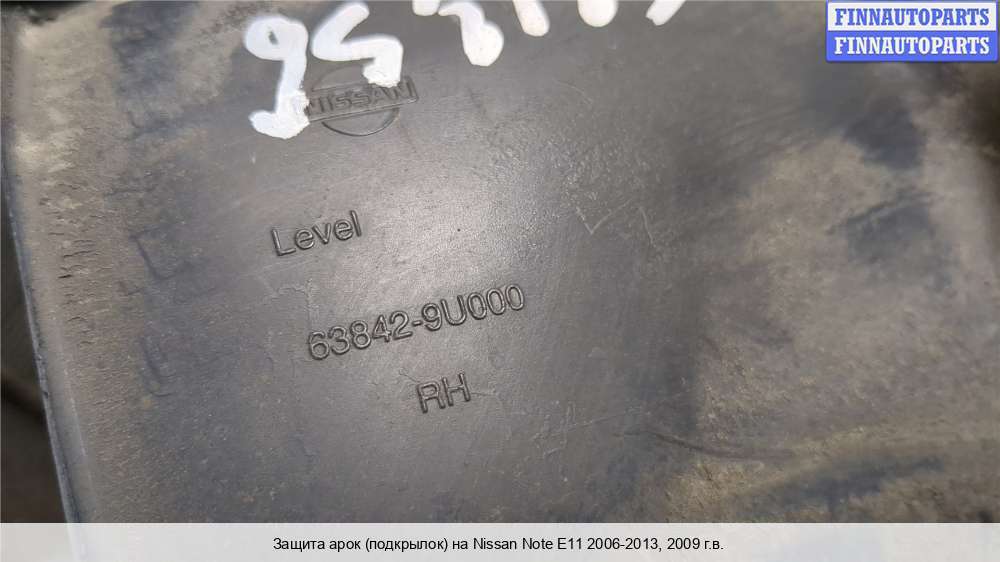 FINNAUTOPARTS
FINNAUTOPARTS
NISSAN
Level
63842-9U000
RH
Защита арок (подкрылок) на Nissan Note E11 2006-2013, 2009 г.в.